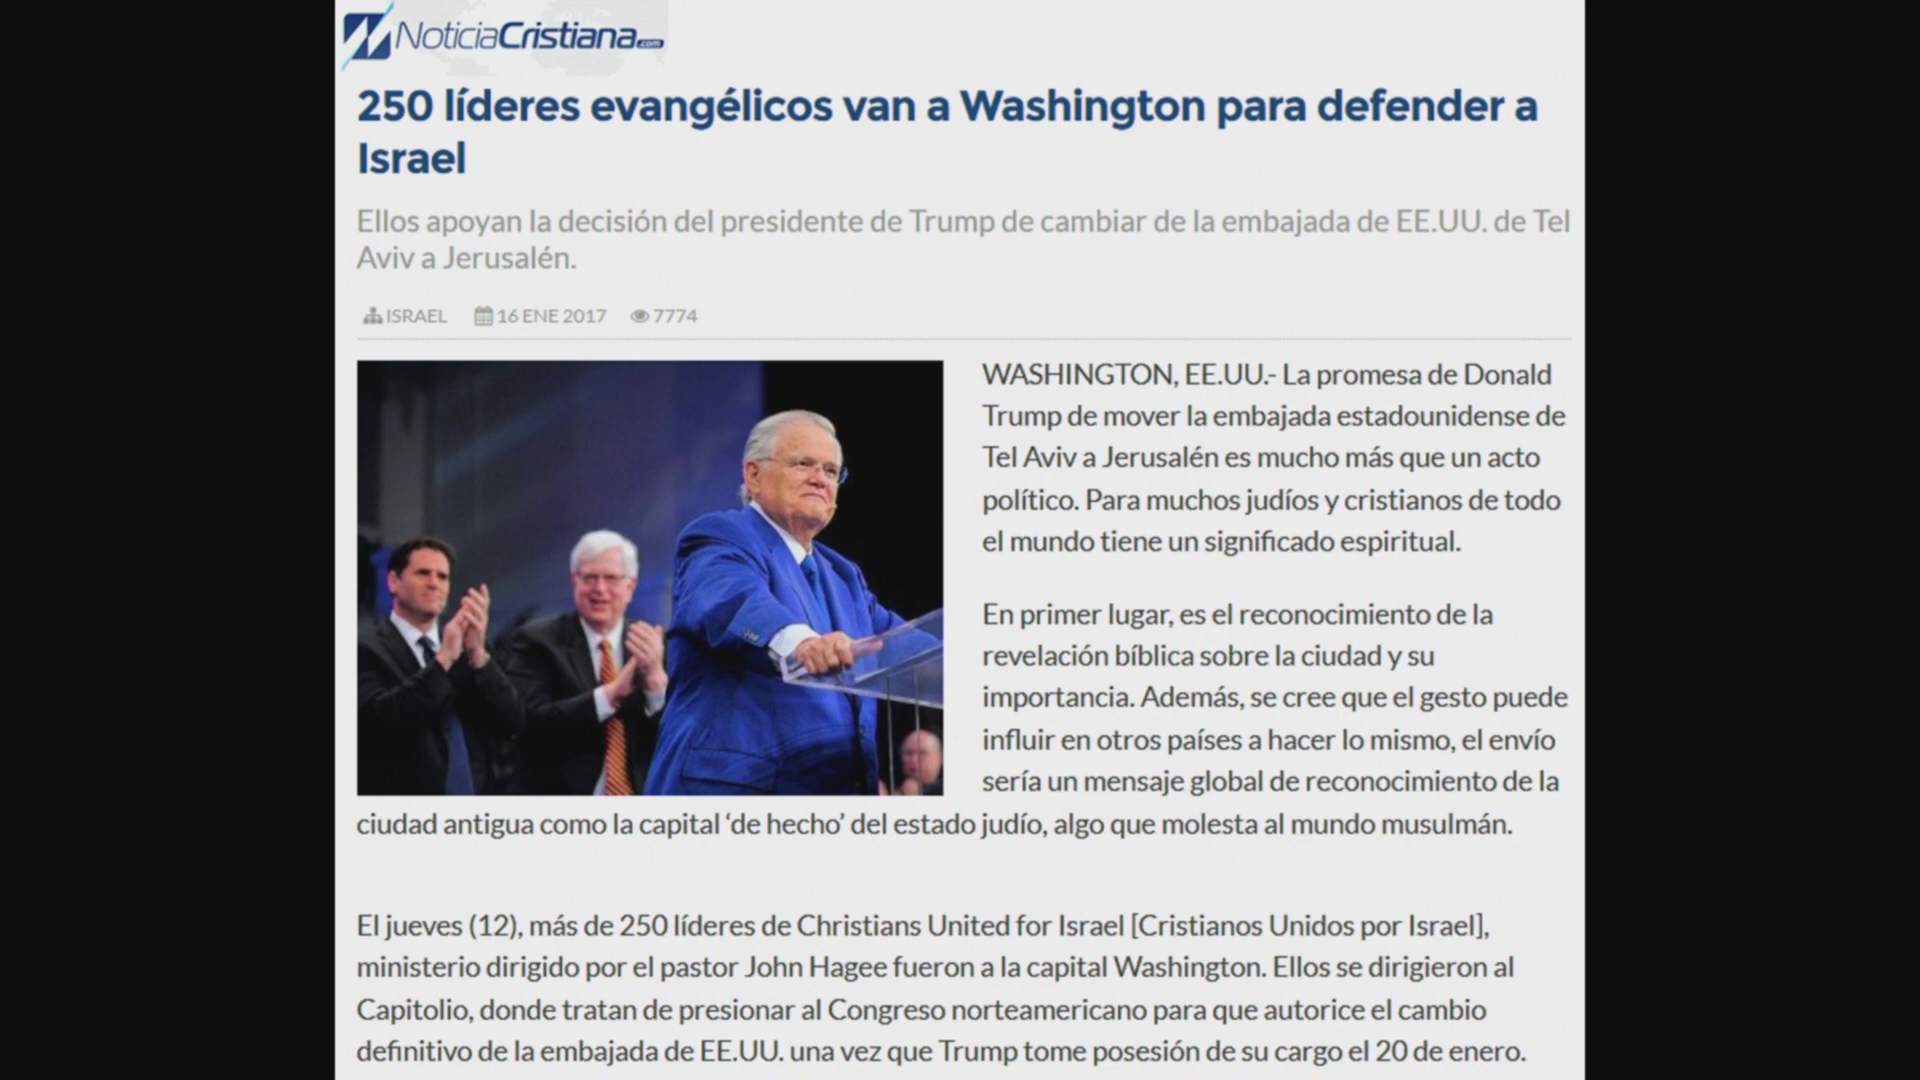 NoticiaCristiana.com
250 líderes evangélicos van a Washington para defender a
Israel
Ellos apoyan la decisión del presidente de Trump de cambiar de la embajada de EE.UU. de Tel
Aviv a Jerusalén.
ISRAEL 16 ENE 2017 7774
WASHINGTON, EE.UU.- La promesa de Donald
Trump de mover la embajada estadounidense de
Tel Aviv a Jerusalén es mucho más que un acto
político. Para muchos judíos y cristianos de todo
el mundo tiene un significado espiritual.
En primer lugar, es el reconocimiento de la
revelación bíblica sobre la ciudad y su
importancia. Además, se cree que el gesto puede
influir en otros países a hacer lo mismo, el envío
sería un mensaje global de reconocimiento de la
ciudad antigua como la capital ‘de hecho’ del estado judío, algo que molesta al mundo musulmán.
El jueves (12), más de 250 líderes de Christians United for Israel [Cristianos Unidos por Israel],
ministerio dirigido por el pastor John Hagee fueron a la capital Washington. Ellos se dirigieron al
Capitolio, donde tratan de presionar al Congreso norteamericano para que autorice el cambio
definitivo de la embajada de EE.UU. una vez que Trump tome posesión de su cargo el 20 de enero.